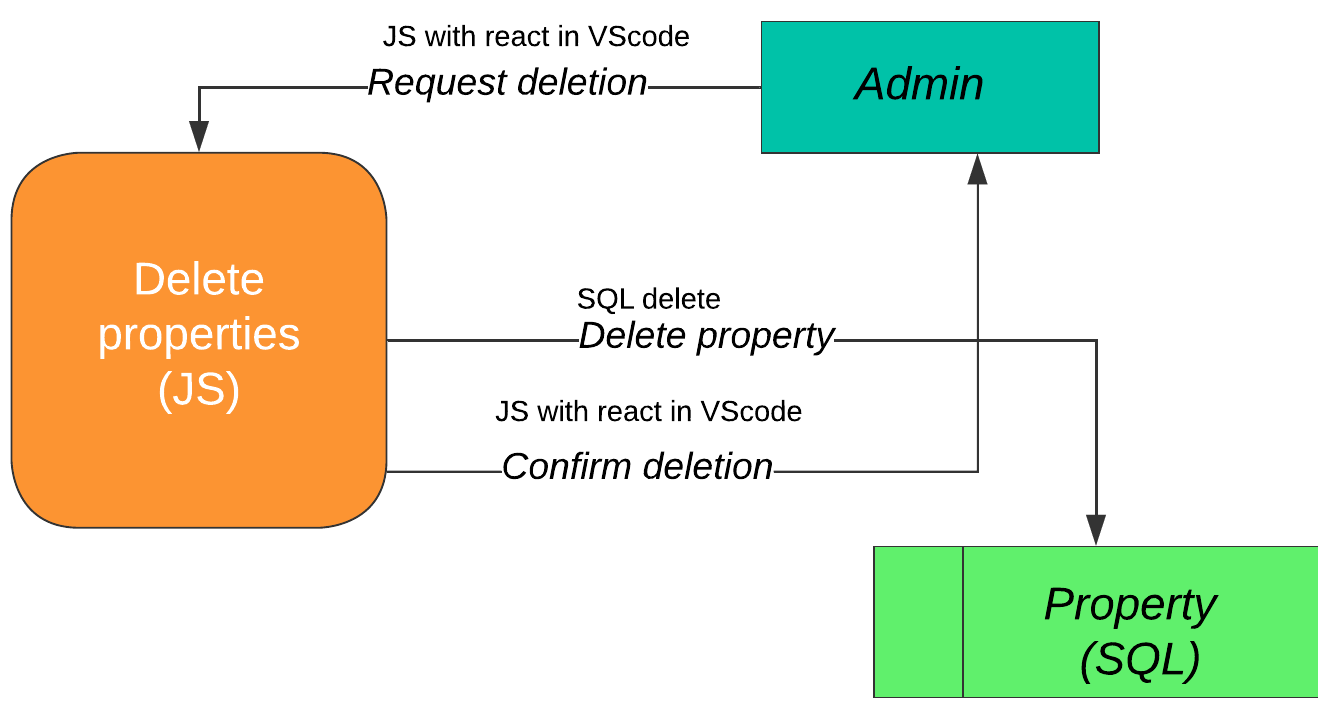 JS with react in VScode
Request deletion
Admin
Delete
properties
(JS)
SQL delete
Delete property
JS with react in VScode
Confirm deletion
Property
(SQL)